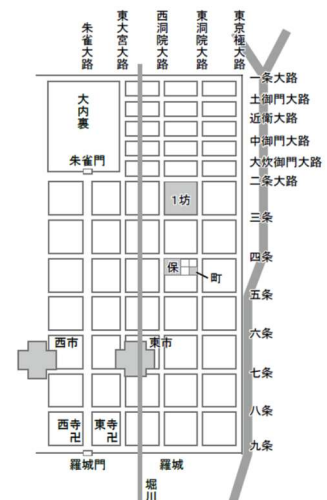 朱雀大路
東大宮大路
西洞院大路
東洞院大路
東京極大路
一条大路
土御門大路
近衛大路
中御門大路
大炊御門大路
二条大路
大内裏
朱雀門
1坊
三条
四条
保
町
五条
六条
西市
東市
七条
八条
西寺
卍
東寺
卍
九条
羅城門
羅城
堀川